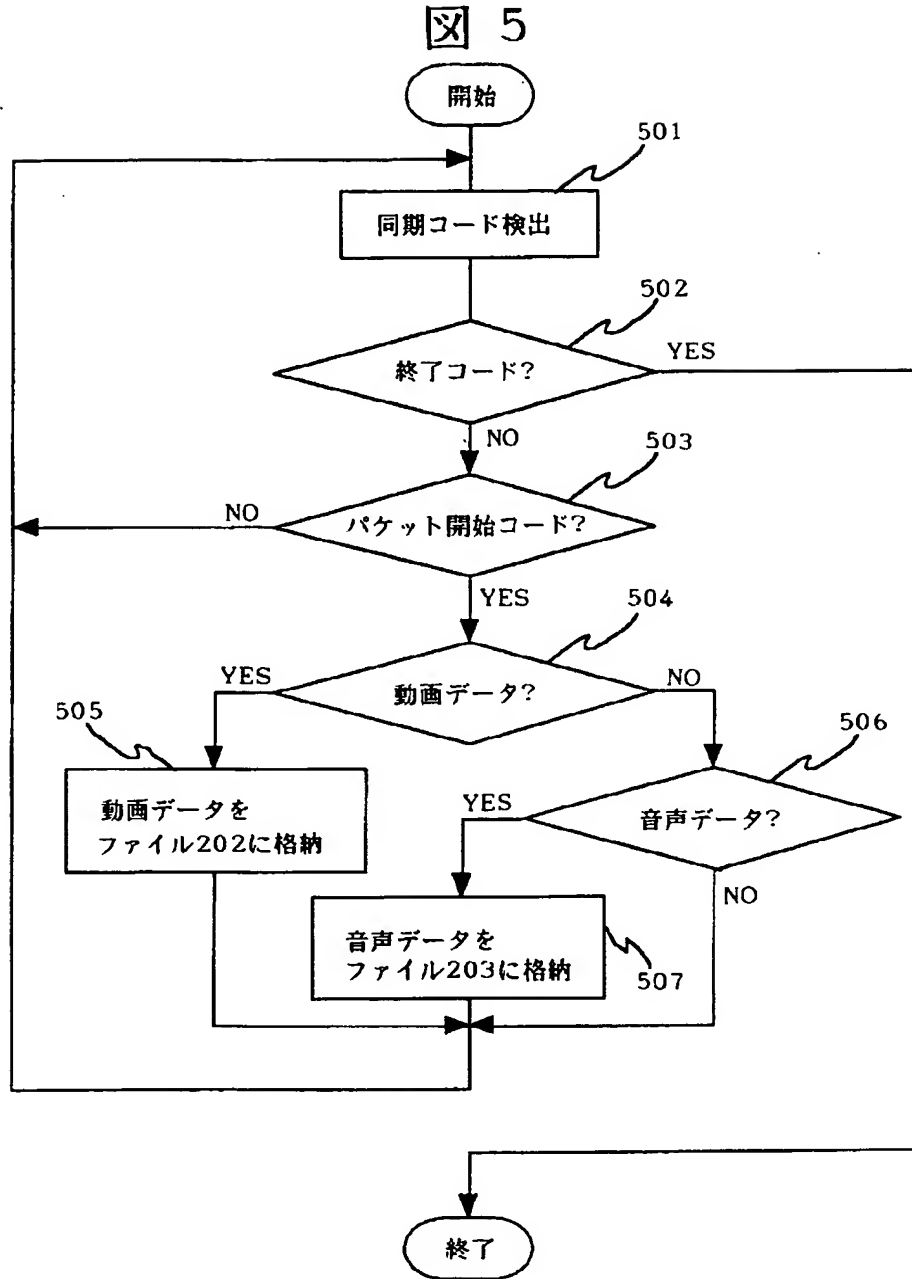 図 5
開始
501
同期コード検出
502
終了コード?
YES
NO
503
パケット開始コード?
NO
YES
504
動画データ?
YES
NO
505
動画データを
ファイル202に格納
506
音声データ?
YES
NO
音声データを
ファイル203に格納
507
終了